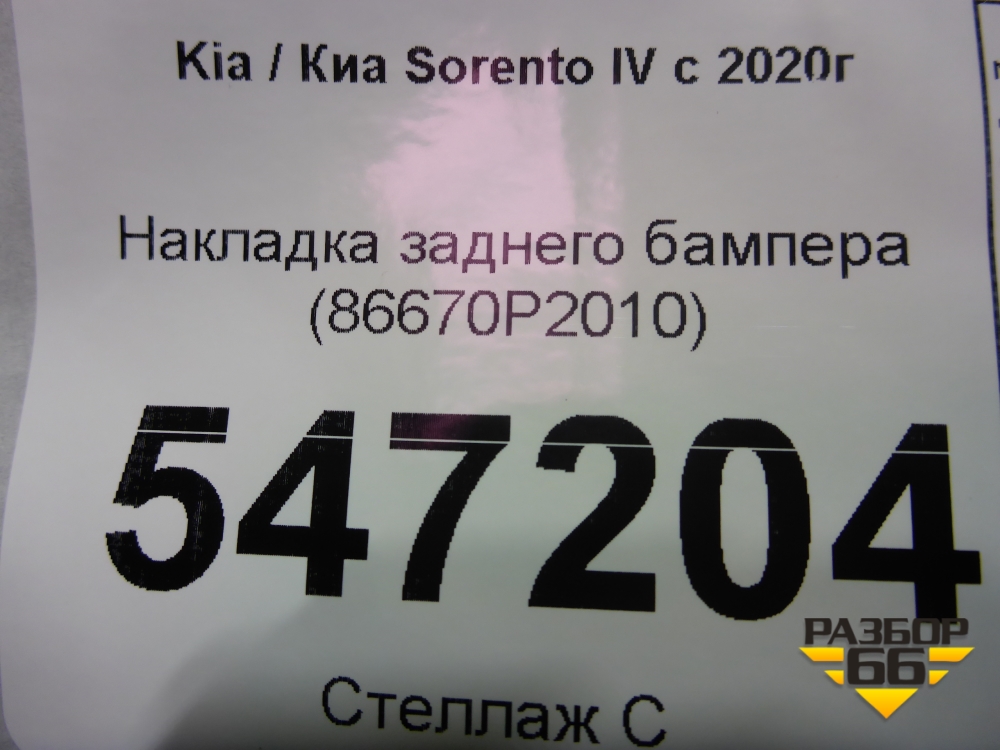 Kia / Киа Sorento IV с 2020г
Накладка заднего бампера
(86670P2010)
547204
РАЗБОР
66
Стеллаж С